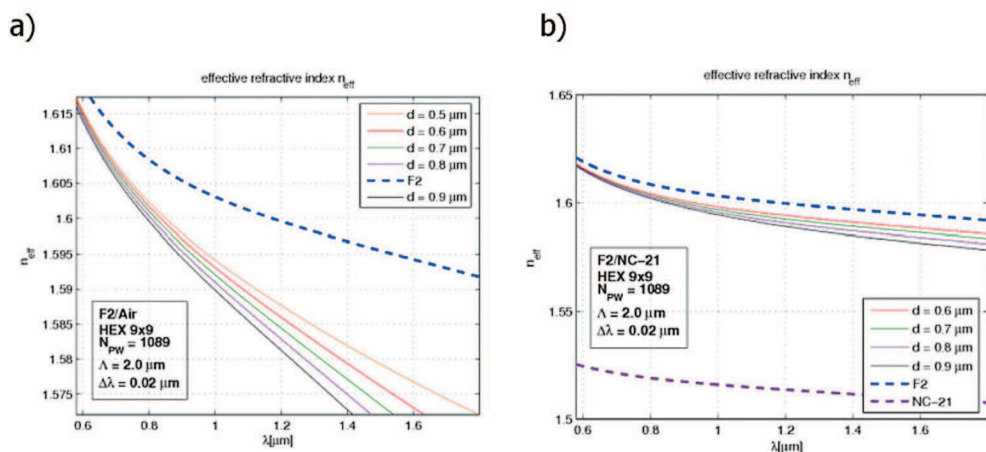 a)
effective refractive index n_eff
1.615
1.61
1.605
1.6
1.595
1.59
1.585
1.58
1.575
n_eff
d = 0.5 μm
d = 0.6 μm
d = 0.7 μm
d = 0.8 μm
F2
d = 0.9 μm
F2/Air
HEX 9x9
N_PW = 1089
Λ = 2.0 μm
Δλ = 0.02 μm
0.6 0.8 1 1.2 1.4 1.6
λ[μm]
b)
effective refractive index n_eff
1.65
1.6
1.55
1.5
n_eff
F2/NC-21
HEX 9x9
N_PW = 1089
Λ = 2.0 μm
Δλ = 0.02 μm
d = 0.6 μm
d = 0.7 μm
d = 0.8 μm
d = 0.9 μm
F2
NC-21
0.6 0.8 1 1.2 1.4 1.6
λ[μm]